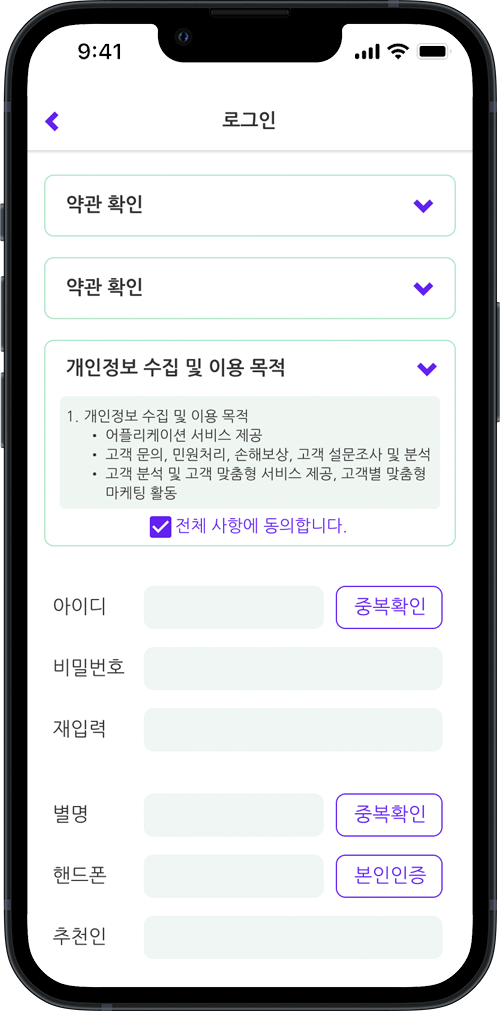 9:41
로그인
약관 확인
약관 확인
개인정보 수집 및 이용 목적
1. 개인정보 수집 및 이용 목적
• 어플리케이션 서비스 제공
• 고객 문의, 민원처리, 손해보상, 고객 설문조사 및 분석
• 고객 분석 및 고객 맞춤형 서비스 제공, 고객별 맞춤형
마케팅 활동
전체 사항에 동의합니다.
아이디 중복확인
비밀번호
재입력
별명 중복확인
핸드폰 본인인증
추천인